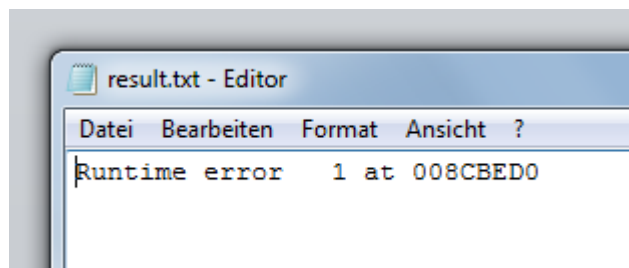 result.txt - Editor
Datei Bearbeiten Format Ansicht ?
Runtime error   1 at 008CBED0